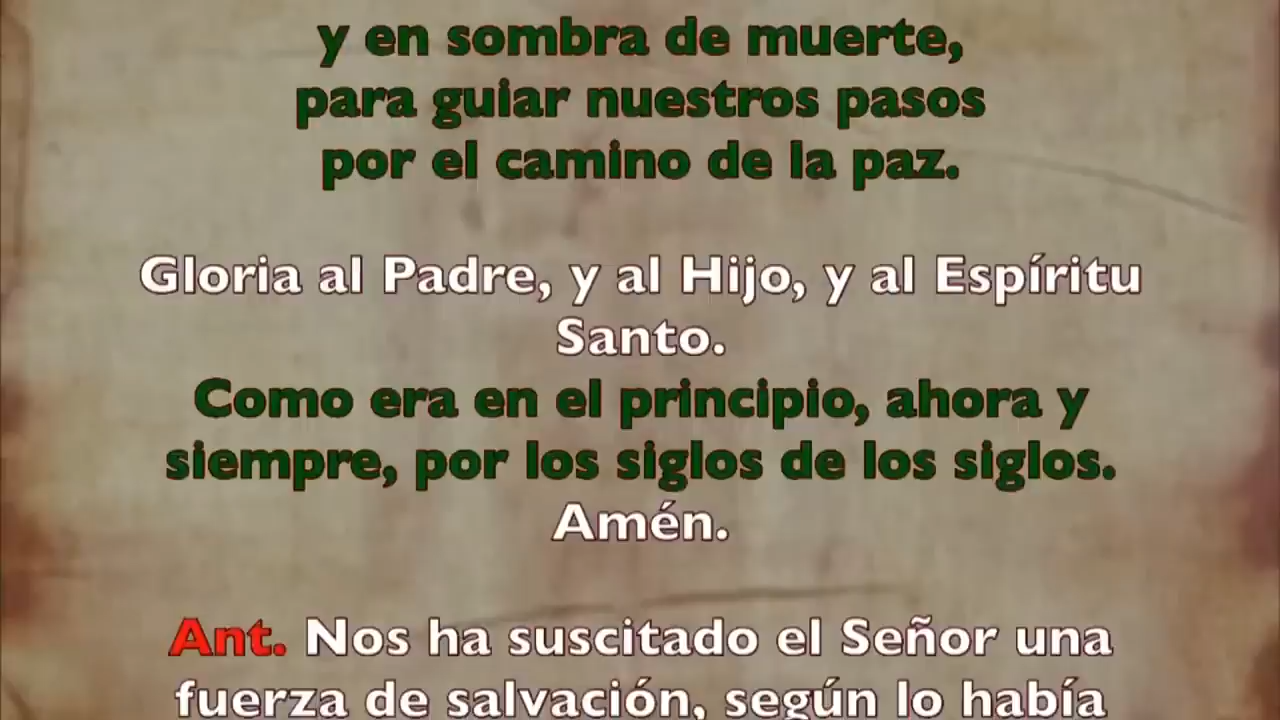 y en sombra de muerte,
para guiar nuestros pasos
por el camino de la paz.
Gloria al Padre, y al Hijo, y al Espíritu
Santo.
Como era en el principio, ahora y
siempre, por los siglos de los siglos.
Amén.
Ant. Nos ha suscitado el Señor una
fuerza de salvación, según lo había